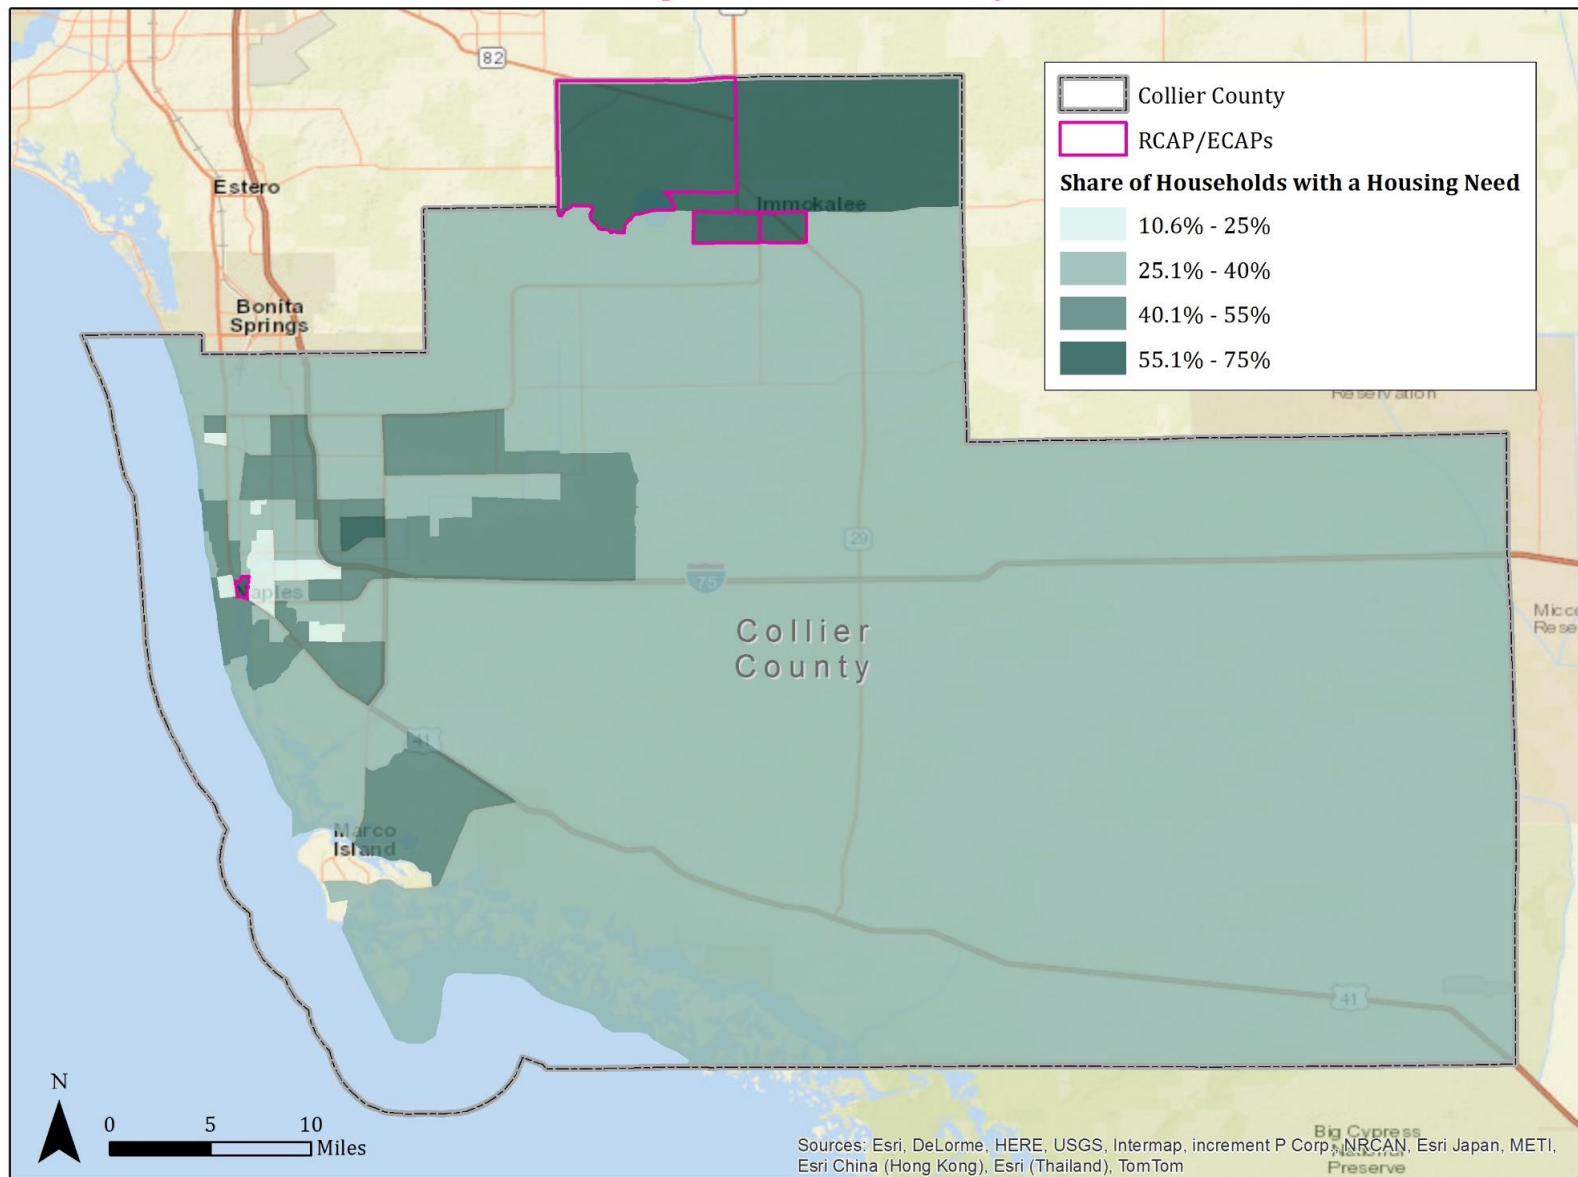 82
Collier County
RCAP/ECAPs
Share of Households with a Housing Need
10.6% - 25%
25.1% - 40%
40.1% - 55%
55.1% - 75%
Estero
Immokalee
Bonita
Springs
Reservation
29
75
Naples
Collier
County
41
Marco
Island
41
N
0 5 10
Miles
Big Cypress
National
Preserve
Sources: Esri, DeLorme, HERE, USGS, Intermap, increment P Corp., NRCAN, Esri Japan, METI,
Esri China (Hong Kong), Esri (Thailand), TomTom